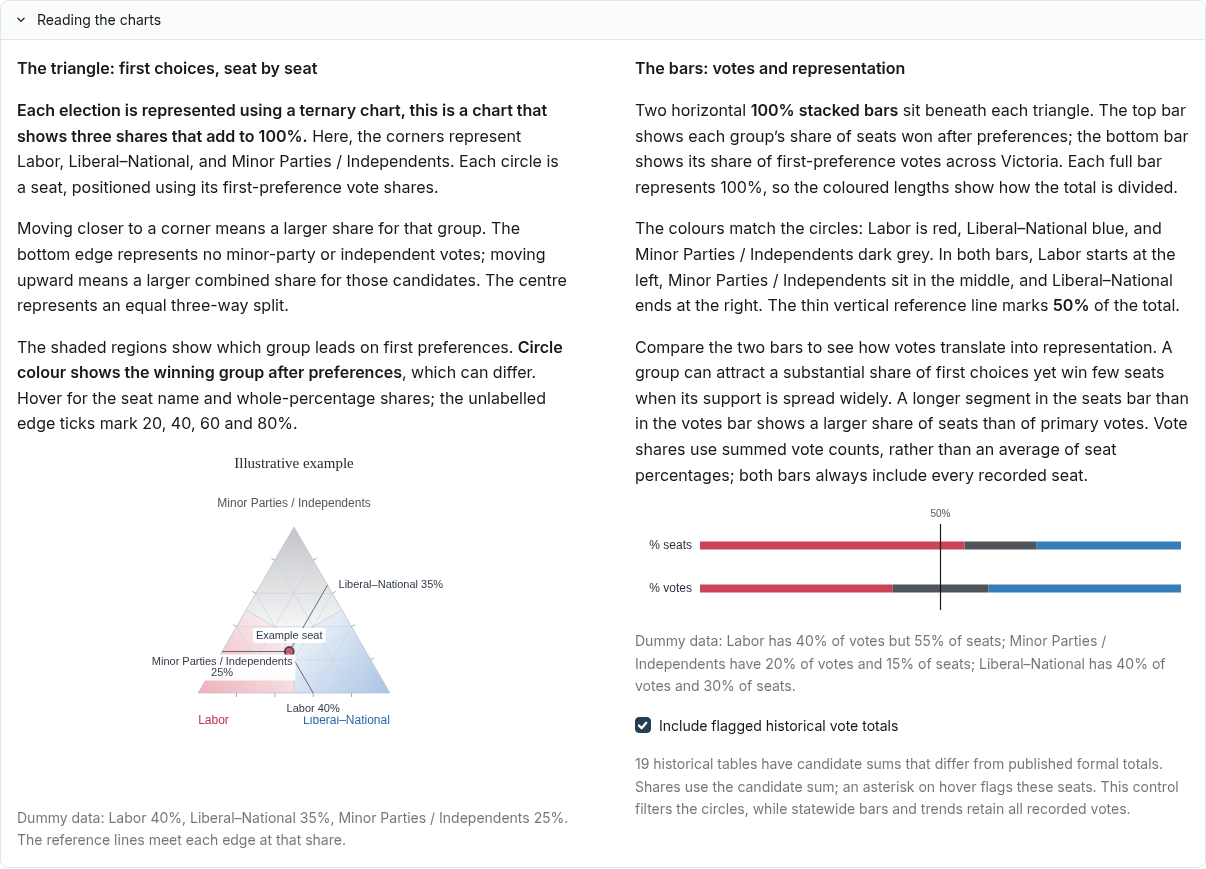 Reading the charts
The triangle: first choices, seat by seat
Each election is represented using a ternary chart, this is a chart that
shows three shares that add to 100%. Here, the corners represent
Labor, Liberal–National, and Minor Parties / Independents. Each circle is
a seat, positioned using its first-preference vote shares.
Moving closer to a corner means a larger share for that group. The
bottom edge represents no minor-party or independent votes; moving
upward means a larger combined share for those candidates. The centre
represents an equal three-way split.
The shaded regions show which group leads on first preferences. Circle
colour shows the winning group after preferences, which can differ.
Hover for the seat name and whole-percentage shares; the unlabelled
edge ticks mark 20, 40, 60 and 80%.
Illustrative example
Minor Parties / Independents
Liberal–National 35%
Example seat
Minor Parties / Independents
25%
Labor 40%
Labor
Liberal–National
Dummy data: Labor 40%, Liberal–National 35%, Minor Parties / Independents 25%.
The reference lines meet each edge at that share.
The bars: votes and representation
Two horizontal 100% stacked bars sit beneath each triangle. The top bar
shows each group's share of seats won after preferences; the bottom bar
shows its share of first-preference votes across Victoria. Each full bar
represents 100%, so the coloured lengths show how the total is divided.
The colours match the circles: Labor is red, Liberal–National blue, and
Minor Parties / Independents dark grey. In both bars, Labor starts at the
left, Minor Parties / Independents sit in the middle, and Liberal–National
ends at the right. The thin vertical reference line marks 50% of the total.
Compare the two bars to see how votes translate into representation. A
group can attract a substantial share of first choices yet win few seats
when its support is spread widely. A longer segment in the seats bar than
in the votes bar shows a larger share of seats than of primary votes. Vote
shares use summed vote counts, rather than an average of seat
percentages; both bars always include every recorded seat.
50%
% seats
% votes
Dummy data: Labor has 40% of votes but 55% of seats; Minor Parties /
Independents have 20% of votes and 15% of seats; Liberal–National has 40% of
votes and 30% of seats.
Include flagged historical vote totals
19 historical tables have candidate sums that differ from published formal totals.
Shares use the candidate sum; an asterisk on hover flags these seats. This control
filters the circles, while statewide bars and trends retain all recorded votes.